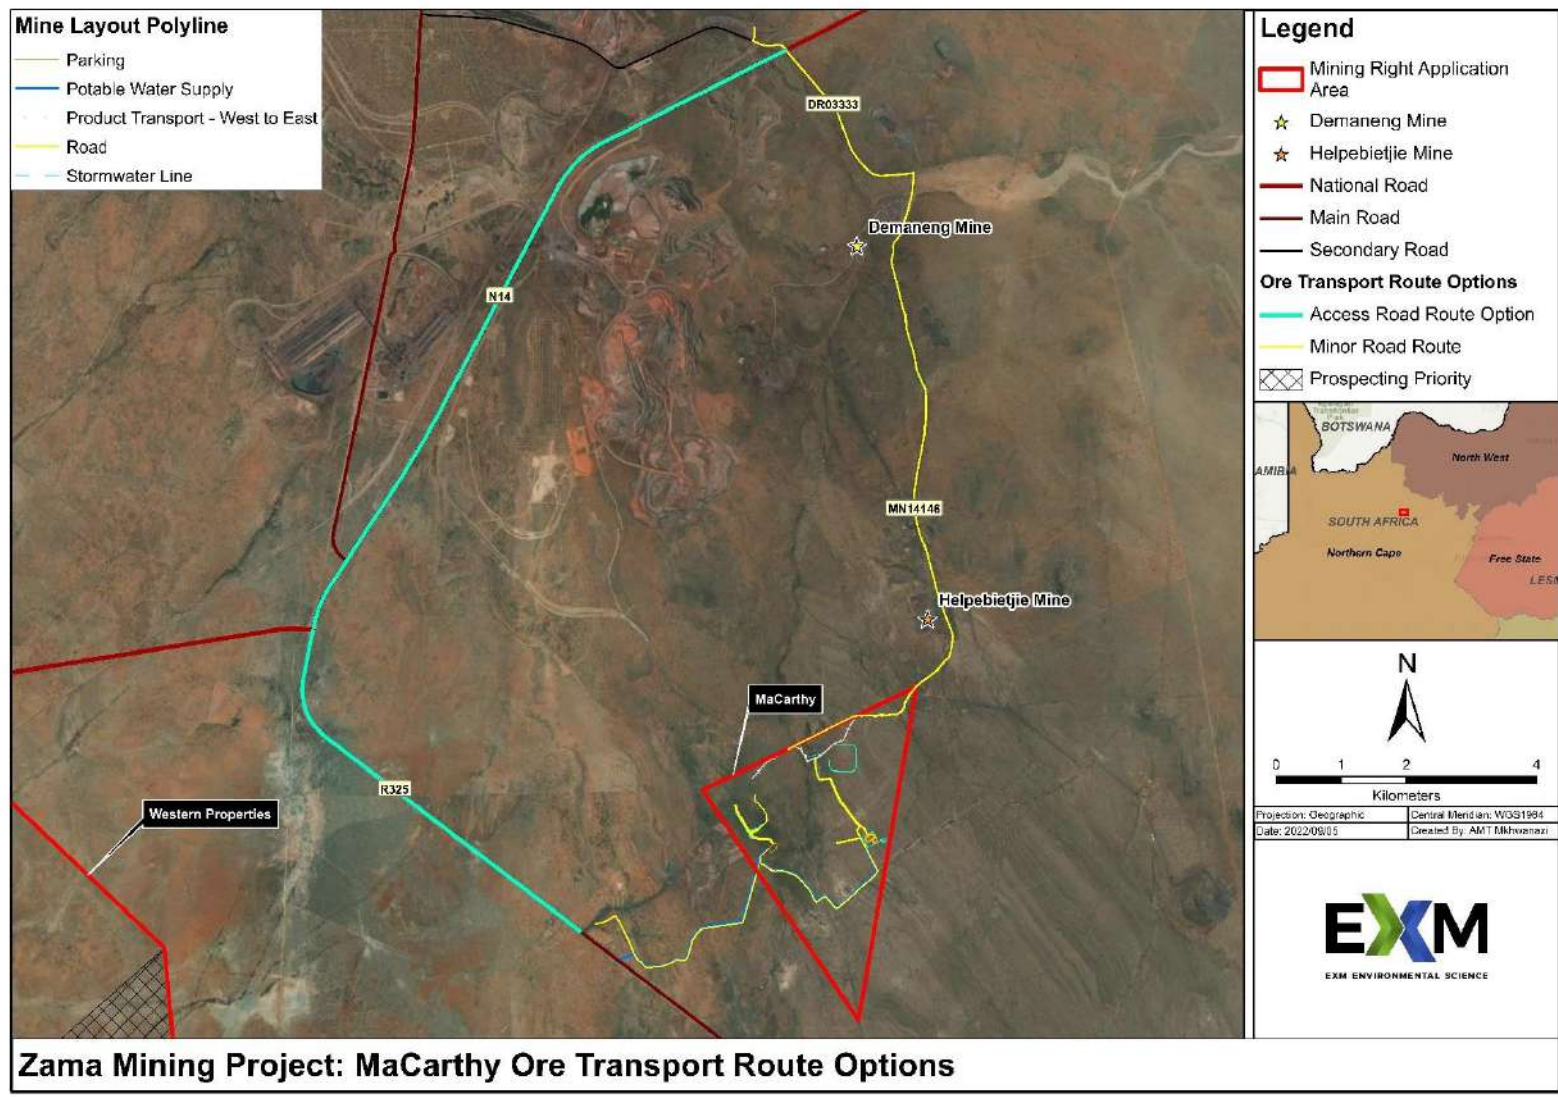 Mine Layout Polyline
Parking
Potable Water Supply
Product Transport - West to East
Road
Stormwater Line
DR03333
Demaneng Mine
N14
MN14146
Helpebietjie Mine
MaCarthy
R325
Western Properties
Legend
Mining Right Application
Area
Demaneng Mine
Helpebietjie Mine
National Road
Main Road
Secondary Road
Ore Transport Route Options
Access Road Route Option
Minor Road Route
Prospecting Priority
BOTSWANA
AMIBIA
North West
SOUTH AFRICA
Northern Cape
Free State
LES
N
0 1 2 4
Kilometers
Projection: Geographic
Central Meridian: WGS1984
Date: 2022/09/05
Created By: AMT Mkhwanazi
EXM
EXM ENVIRONMENTAL SCIENCE
Zama Mining Project: MaCarthy Ore Transport Route Options